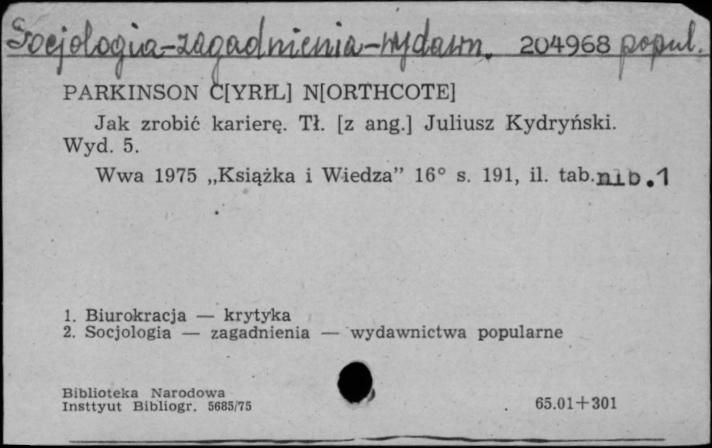 Socjologia-zagadnienia-wydawn. 204968 popul.
PARKINSON C[YRIL] N[ORTHCOTE]
Jak zrobić karierę. Tł. [z ang.] Juliusz Kydryński.
Wyd. 5.
Wwa 1975 „Książka i Wiedza” 16° s. 191, il. tab. nlb.1
1. Biurokracja — krytyka
2. Socjologia — zagadnienia — wydawnictwa popularne
Biblioteka Narodowa
Insttyut Bibliogr. 5685/75
65.01+301